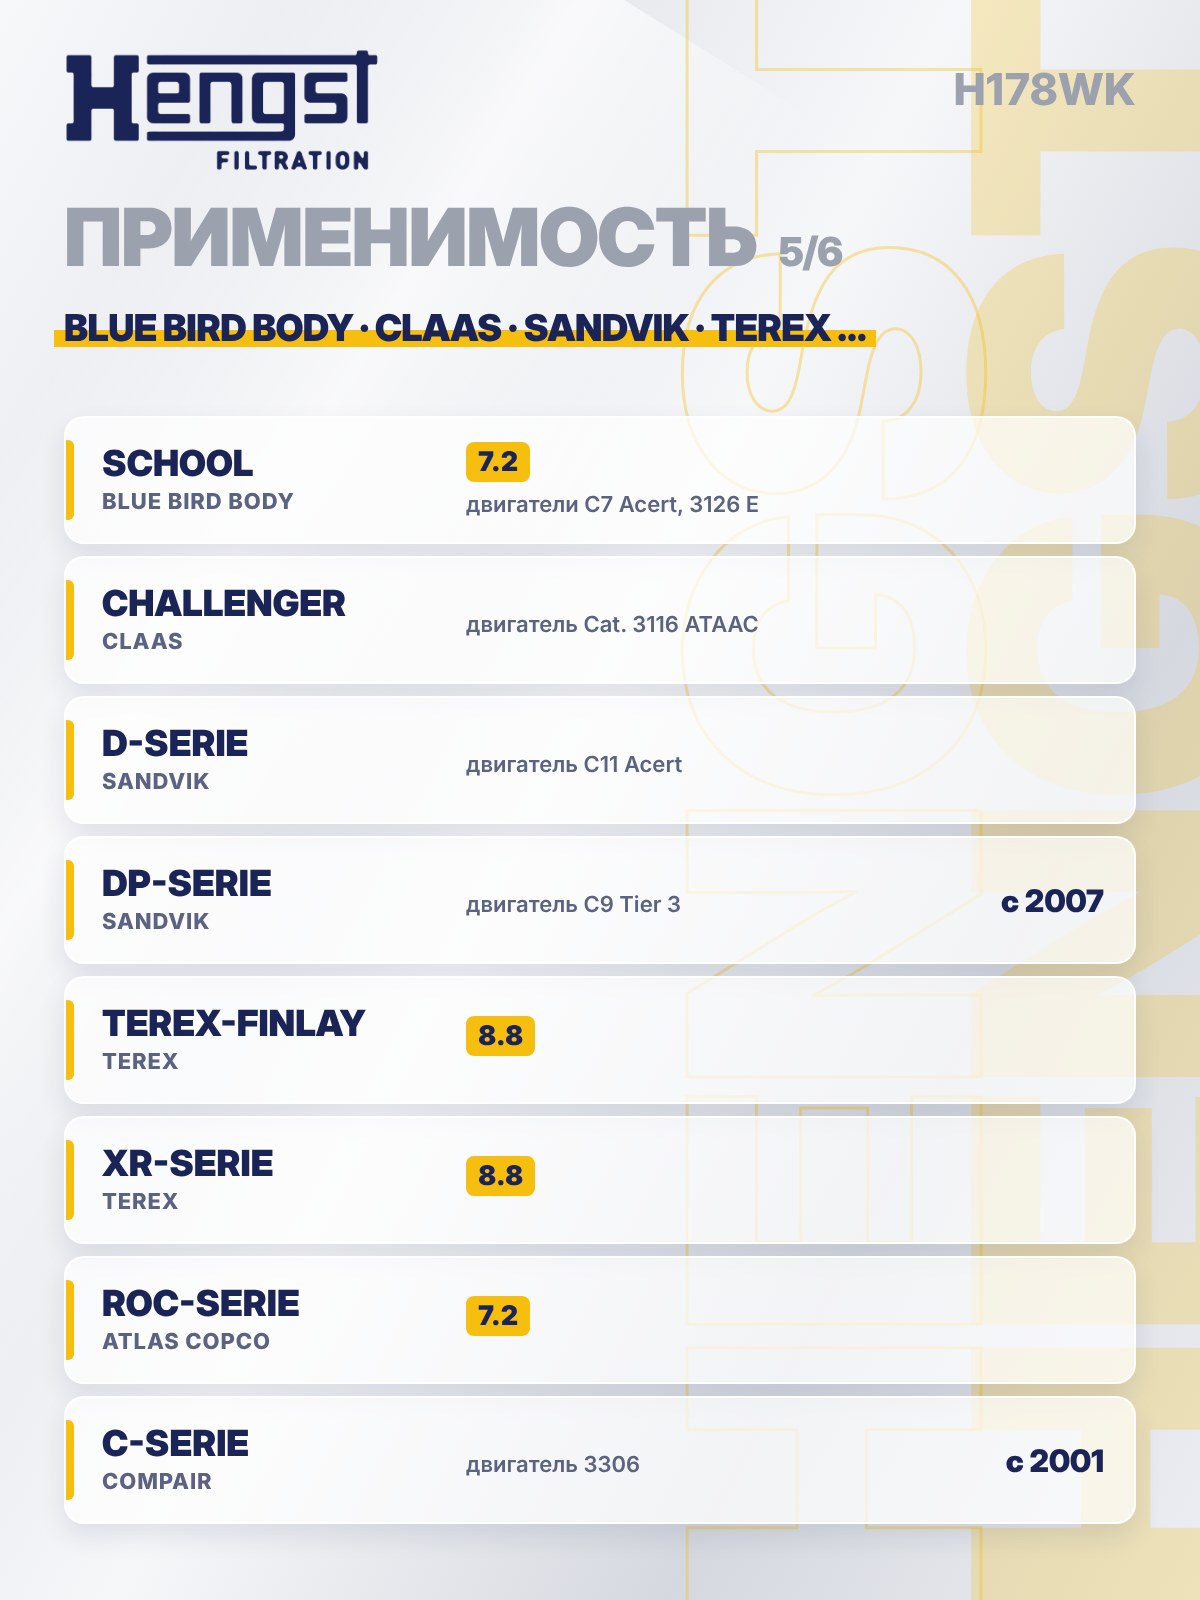 Hengst
FILTRATION
H178WK
ПРИМЕНИМОСТЬ 5/6
BLUE BIRD BODY · CLAAS · SANDVIK · TEREX ...
SCHOOL
BLUE BIRD BODY
7.2
двигатели C7 Acert, 3126 E
CHALLENGER
CLAAS
двигатель Cat. 3116 ATAAC
D-SERIE
SANDVIK
двигатель C11 Acert
DP-SERIE
SANDVIK
двигатель C9 Tier 3
с 2007
TEREX-FINLAY
TEREX
8.8
XR-SERIE
TEREX
8.8
ROC-SERIE
ATLAS COPCO
7.2
C-SERIE
COMPAIR
двигатель 3306
с 2001
HENGST
HENGST